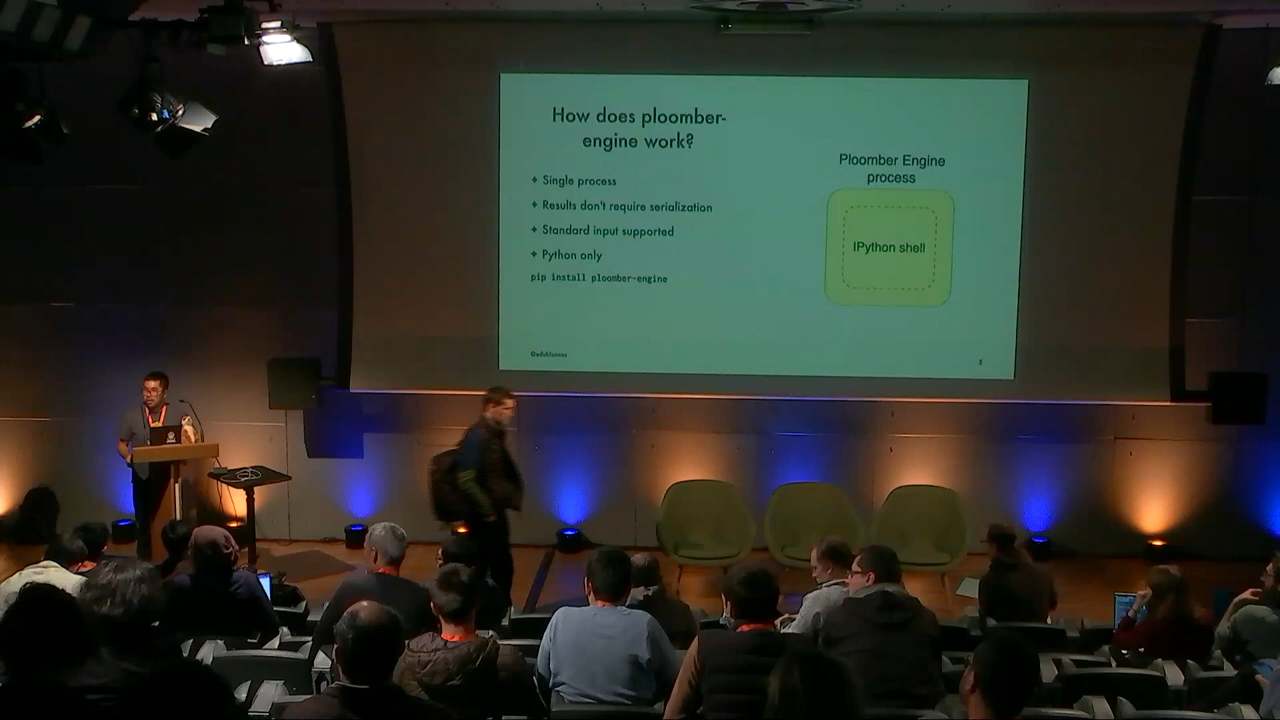 How does ploomber-
engine work?
✦ Single process
✦ Results don't require serialization
✦ Standard input supported
✦ Python only
pip install ploomber-engine
Ploomber Engine
process
IPython shell